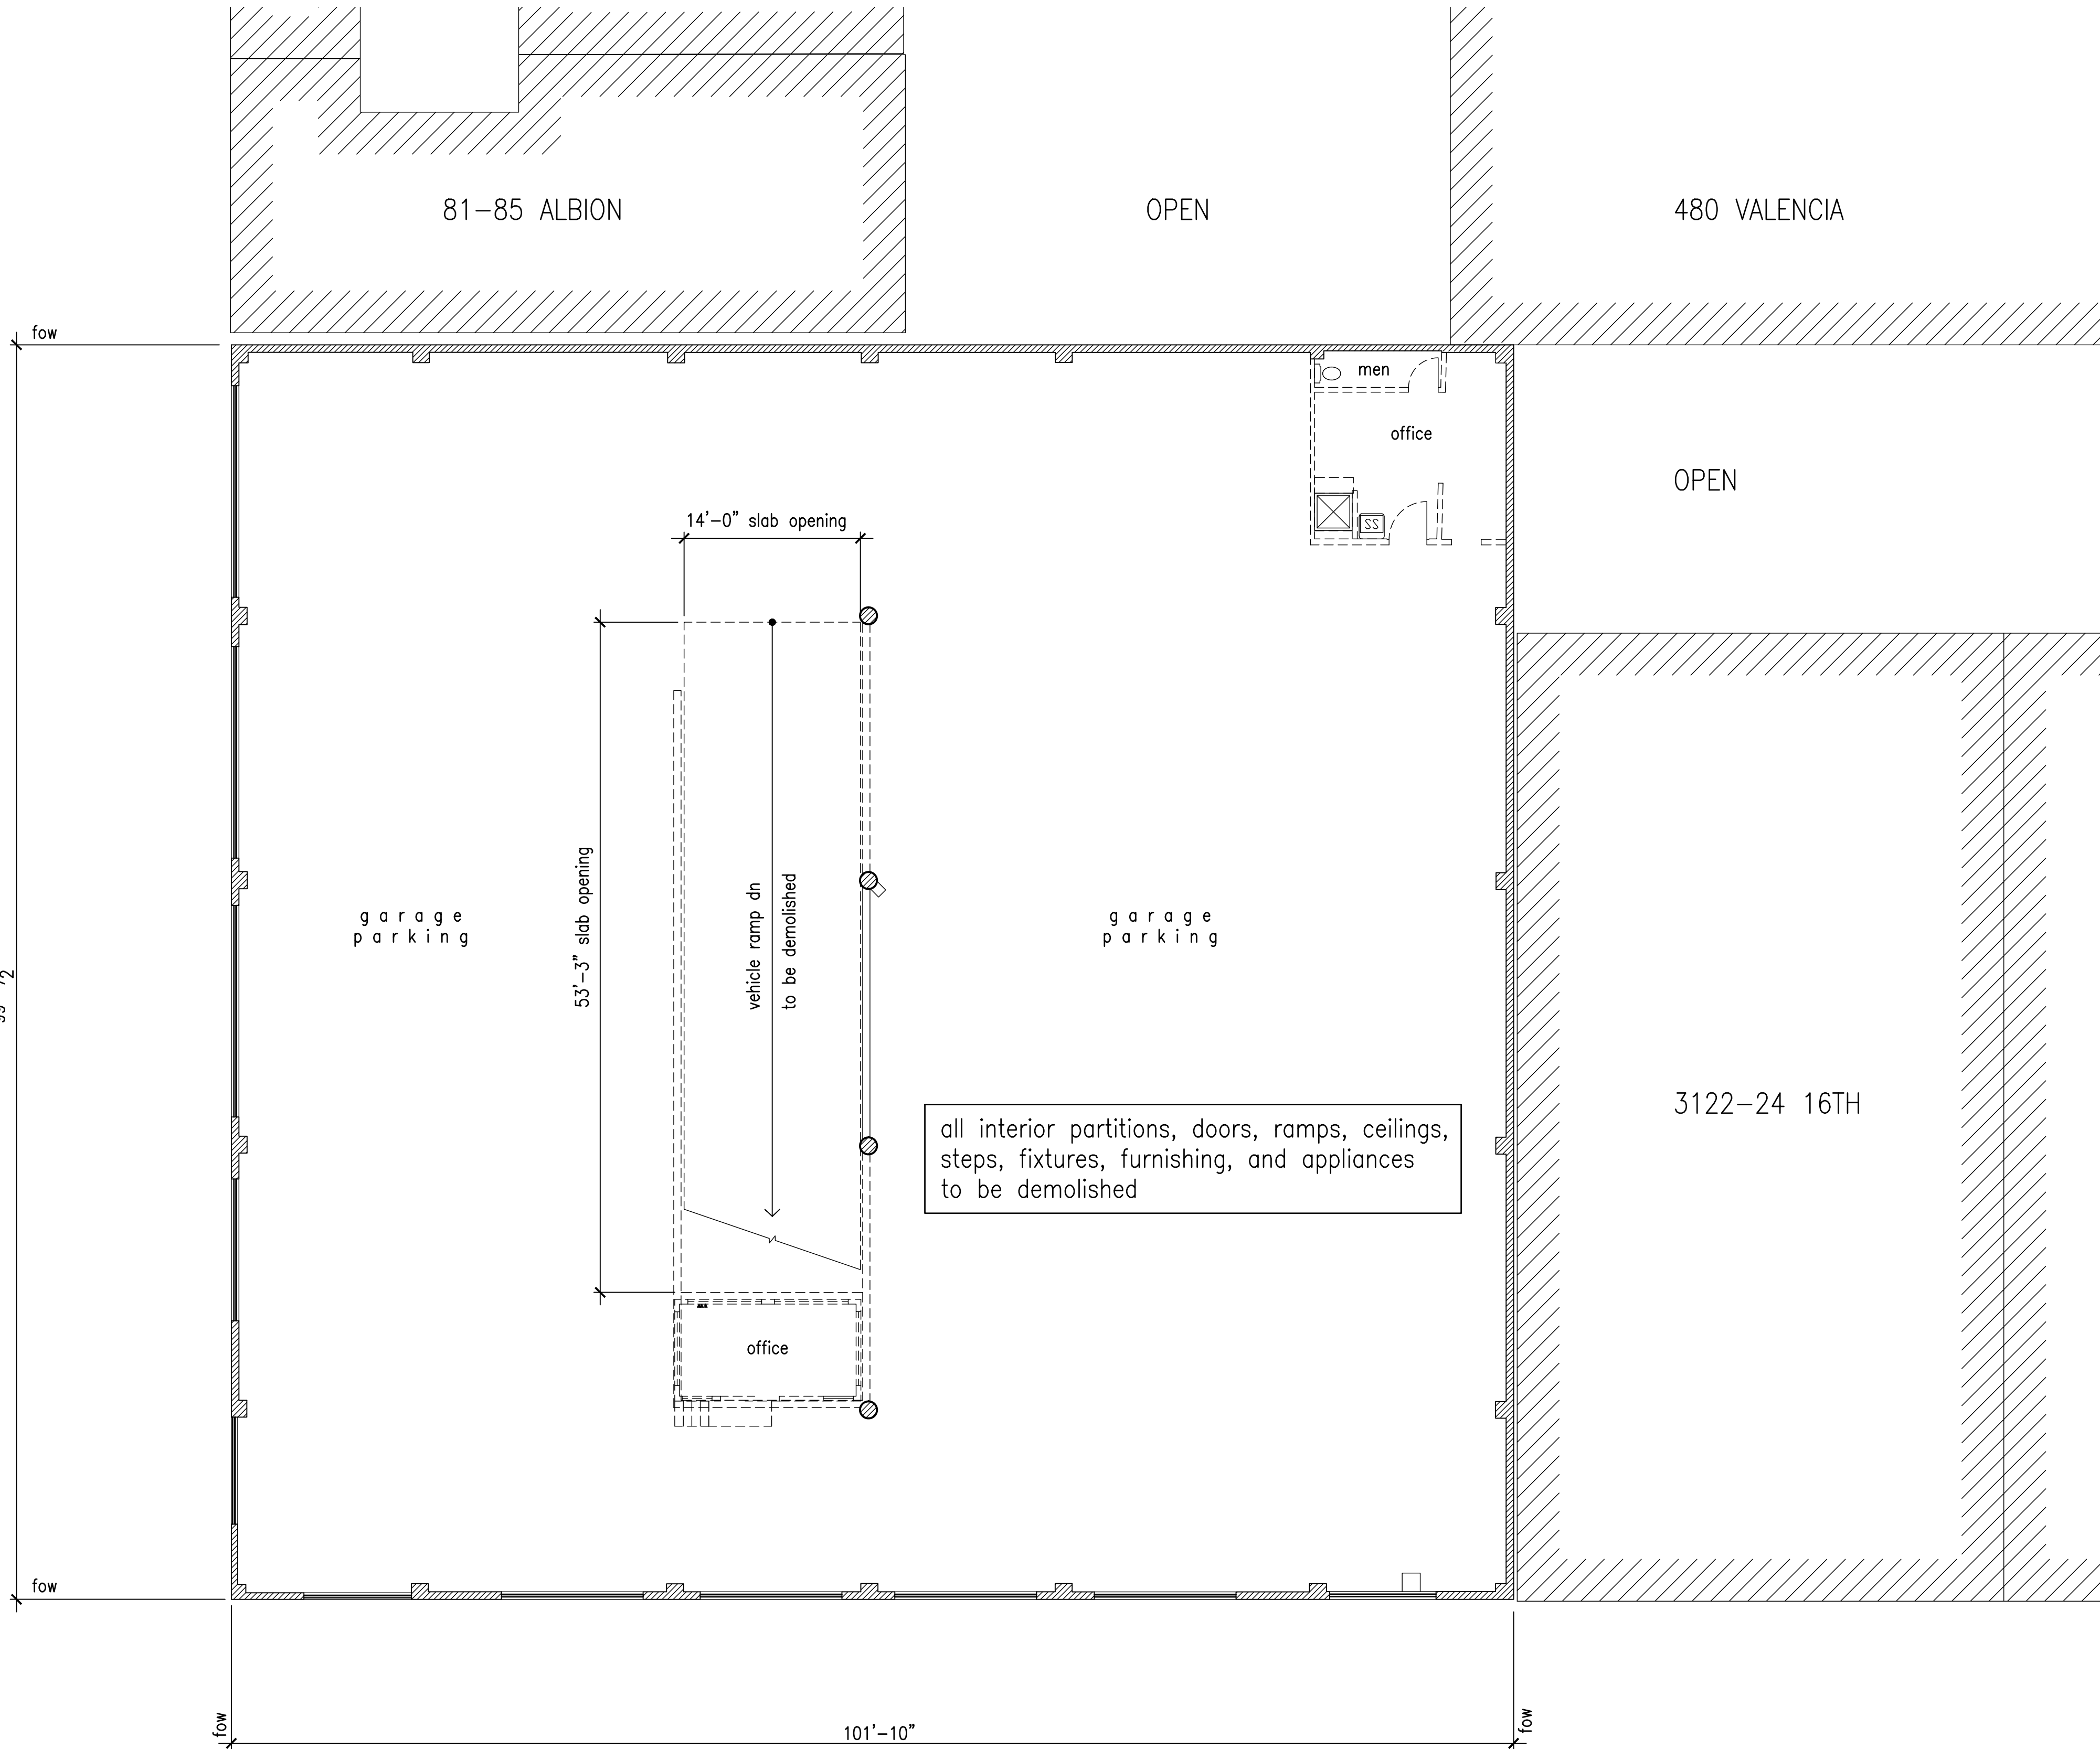 81-85 ALBION
OPEN
480 VALENCIA
fow
men
office
OPEN
14'-0" slab opening
53'-3" slab opening
vehicle ramp dn
to be demolished
garage
parking
garage
parking
3122-24 16TH
all interior partitions, doors, ramps, ceilings,
steps, fixtures, furnishing, and appliances
to be demolished
SS
office
fow
fow
101'-10"
fow